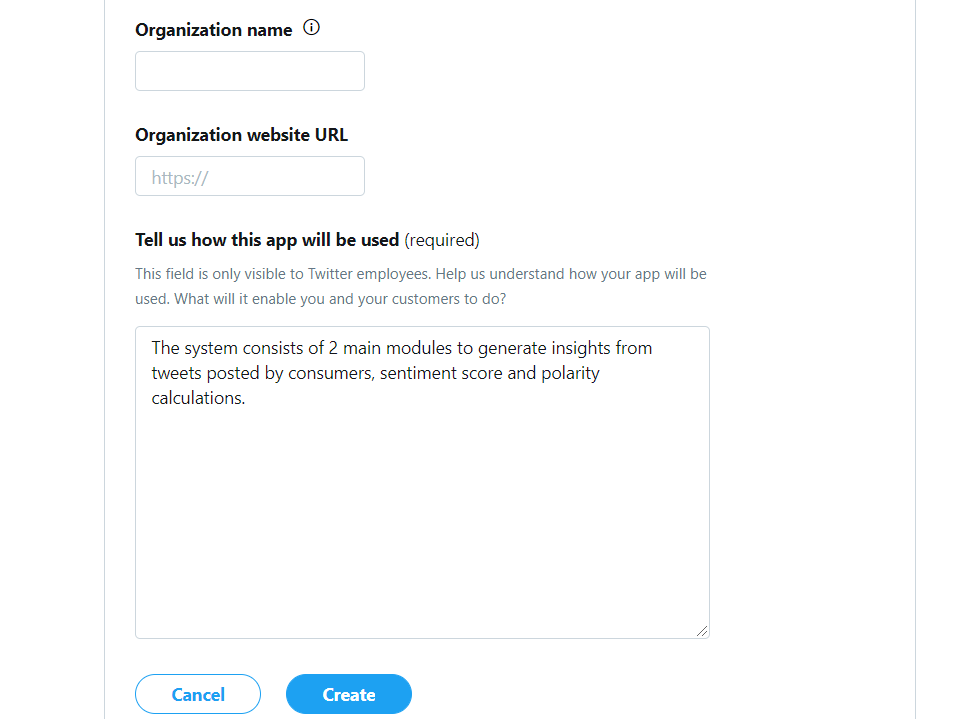 Organization name
Organization website URL
https://
Tell us how this app will be used (required)
This field is only visible to Twitter employees. Help us understand how your app will be
used. What will it enable you and your customers to do?
The system consists of 2 main modules to generate insights from
tweets posted by consumers, sentiment score and polarity
calculations.
Cancel Create